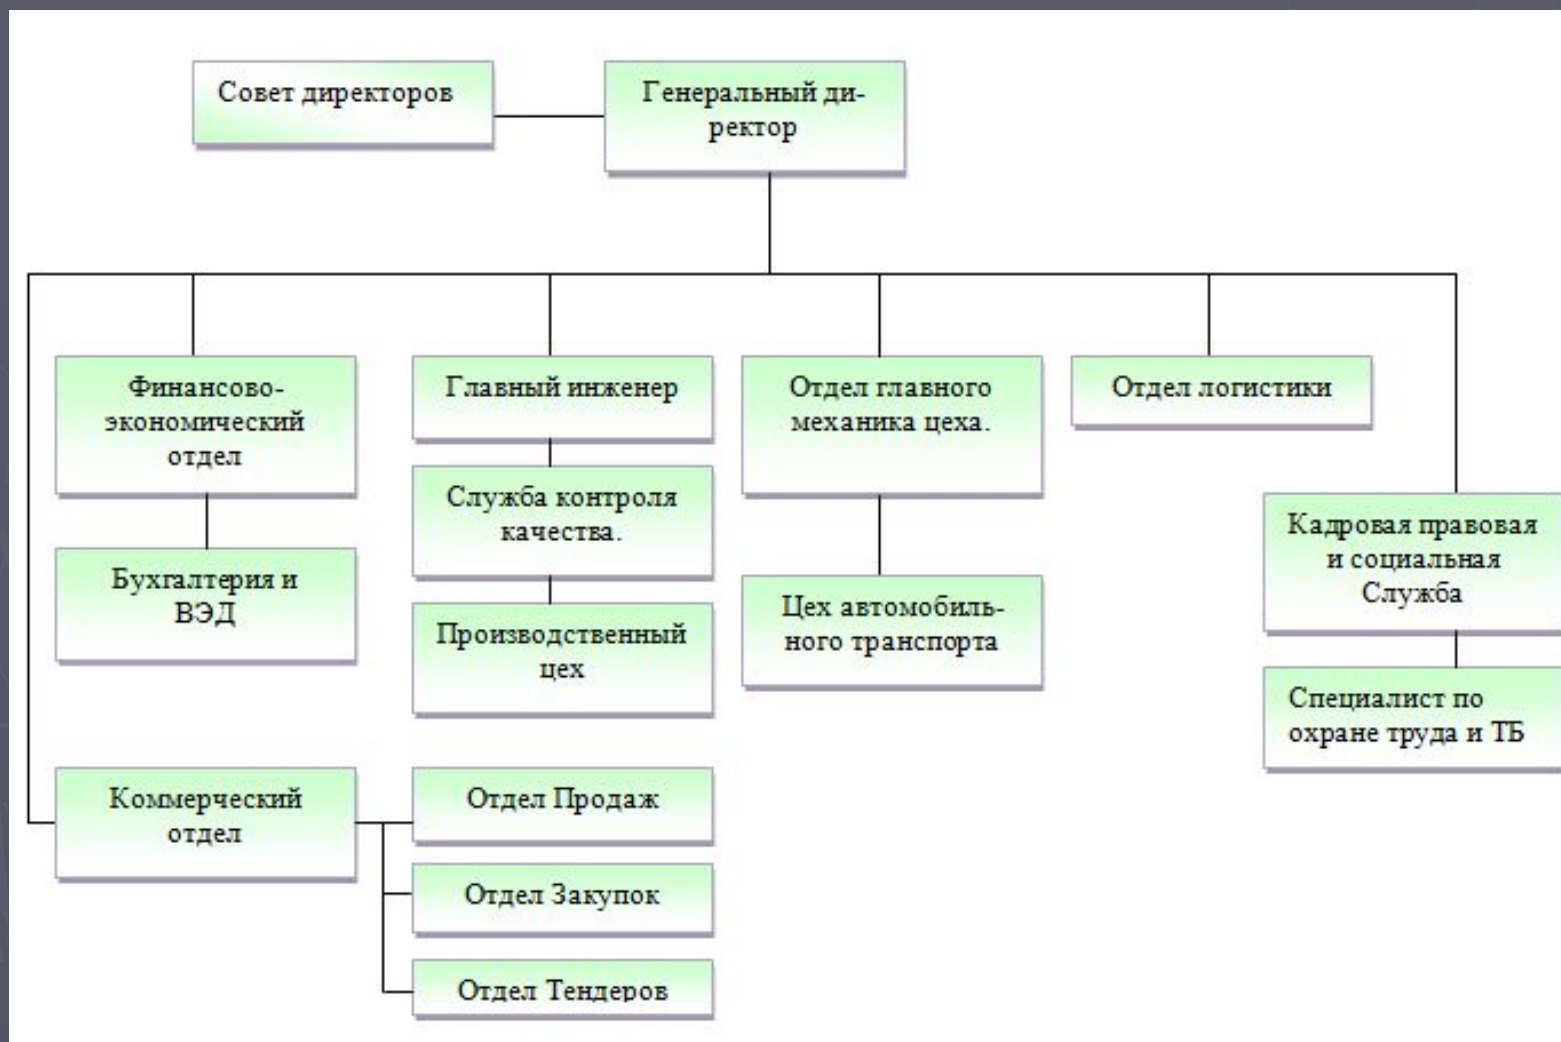 Совет директоров
Генеральный ди-
ректор
Финансово-
экономический
отдел
Главный инженер
Отдел главного
механика цеха.
Отдел логистики
Служба контроля
качества.
Кадровая правовая
и социальная
Служба
Бухгалтерия и
ВЭД
Производственный
цех
Цех автомобиль-
ного транспорта
Специалист по
охране труда и ТБ
Коммерческий
отдел
Отдел Продаж
Отдел Закупок
Отдел Тендеров